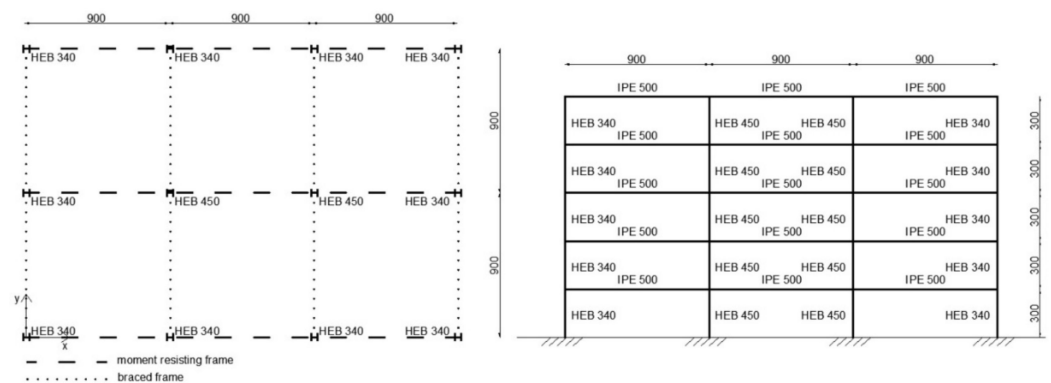 900 900 900
HEB 340 HEB 340 HEB 340 HEB 340
900
HEB 340 HEB 450 HEB 450 HEB 340
900
y
HEB 340 HEB 340 HEB 340 HEB 340
x
moment resisting frame
braced frame
900 900 900
IPE 500 IPE 500 IPE 500
HEB 340 HEB 450 HEB 450 HEB 340 300
IPE 500 IPE 500 IPE 500
HEB 340 HEB 450 HEB 450 HEB 340 300
IPE 500 IPE 500 IPE 500
HEB 340 HEB 450 HEB 450 HEB 340 300
IPE 500 IPE 500 IPE 500
HEB 340 HEB 450 HEB 450 HEB 340 300
IPE 500 IPE 500 IPE 500
HEB 340 HEB 450 HEB 450 HEB 340 300